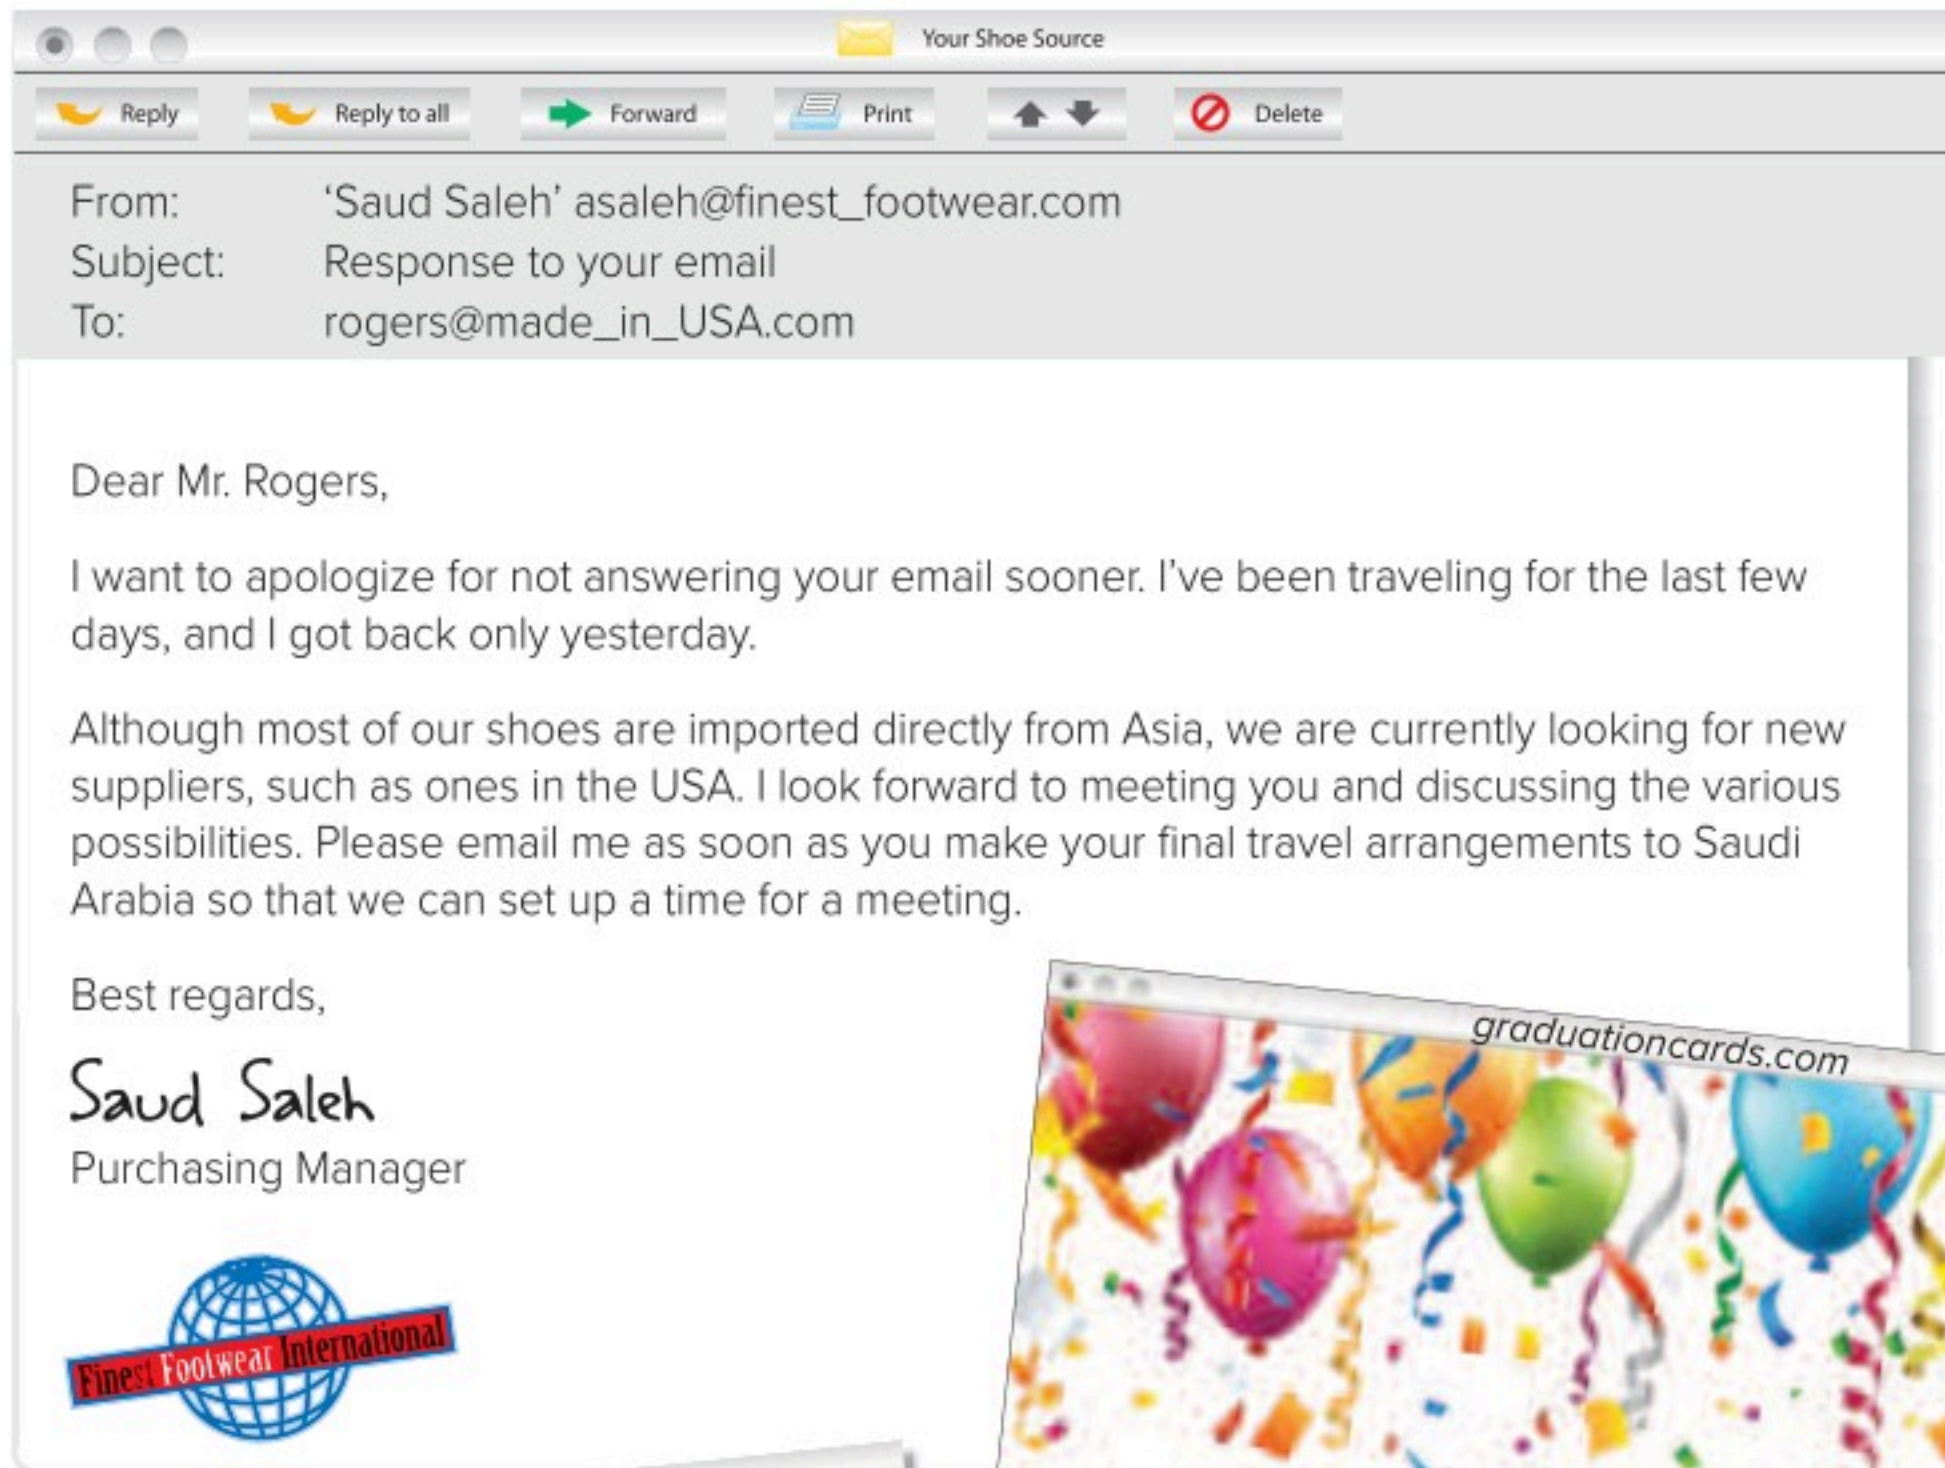 Your Shoe Source
Reply
Reply to all
Forward
Print
Delete
From: ‘Saud Saleh’ asaleh@finest_footwear.com
Subject: Response to your email
To: rogers@made_in_USA.com
Dear Mr. Rogers,
I want to apologize for not answering your email sooner. I’ve been traveling for the last few
days, and I got back only yesterday.
Although most of our shoes are imported directly from Asia, we are currently looking for new
suppliers, such as ones in the USA. I look forward to meeting you and discussing the various
possibilities. Please email me as soon as you make your final travel arrangements to Saudi
Arabia so that we can set up a time for a meeting.
Best regards,
Saud Saleh
Purchasing Manager
Finest Footwear International
graduationcards.com